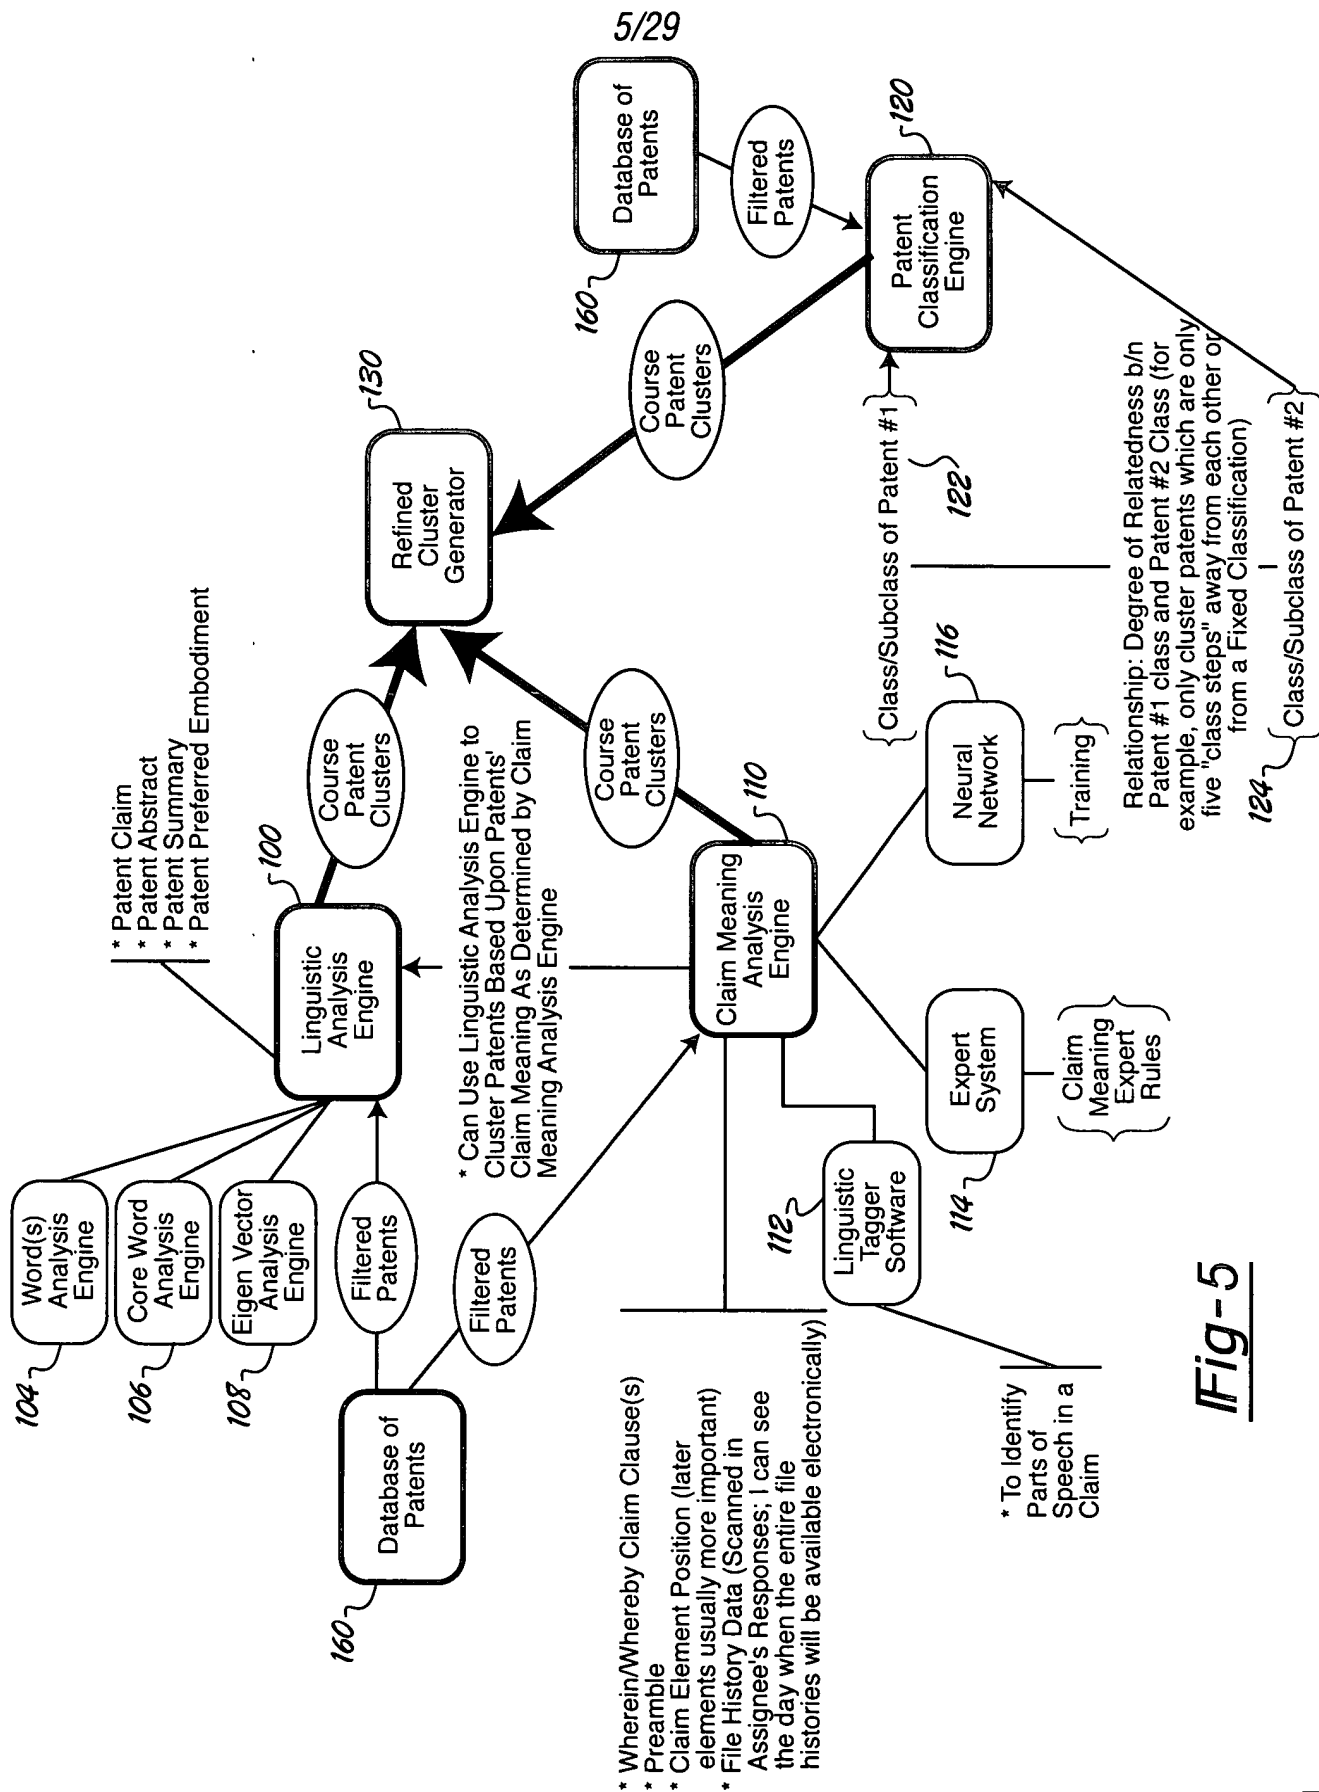 5/29
104
Word(s)
Analysis
Engine
106
Core Word
Analysis
Engine
108
Eigen Vector
Analysis
Engine
* Patent Claim
* Patent Abstract
* Patent Summary
* Patent Preferred Embodiment
100
Linguistic
Analysis
Engine
Course
Patent
Clusters
130
Refined
Cluster
Generator
160
Database of
Patents
Filtered
Patents
Filtered
Patents
* Can Use Linguistic Analysis Engine to
Cluster Patents Based Upon Patents'
Claim Meaning As Determined by Claim
Meaning Analysis Engine
Course
Patent
Clusters
Course
Patent
Clusters
160
Database of
Patents
Filtered
Patents
120
Patent
Classification
Engine
110
Claim Meaning
Analysis
Engine
* Wherein/Whereby Claim Clause(s)
* Preamble
* Claim Element Position (later
elements usually more important)
* File History Data (Scanned in
Assignee's Responses; I can see
the day when the entire file
histories will be available electronically)
112
Linguistic
Tagger
Software
* To Identify
Parts of
Speech in a
Claim
114
Expert
System
Claim
Meaning
Expert
Rules
116
Neural
Network
Training
Class/Subclass of Patent #1
122
Relationship: Degree of Relatedness b/n
Patent #1 class and Patent #2 Class (for
example, only cluster patents which are only
five "class steps" away from each other or
from a Fixed Classification)
124
Class/Subclass of Patent #2
Fig-5